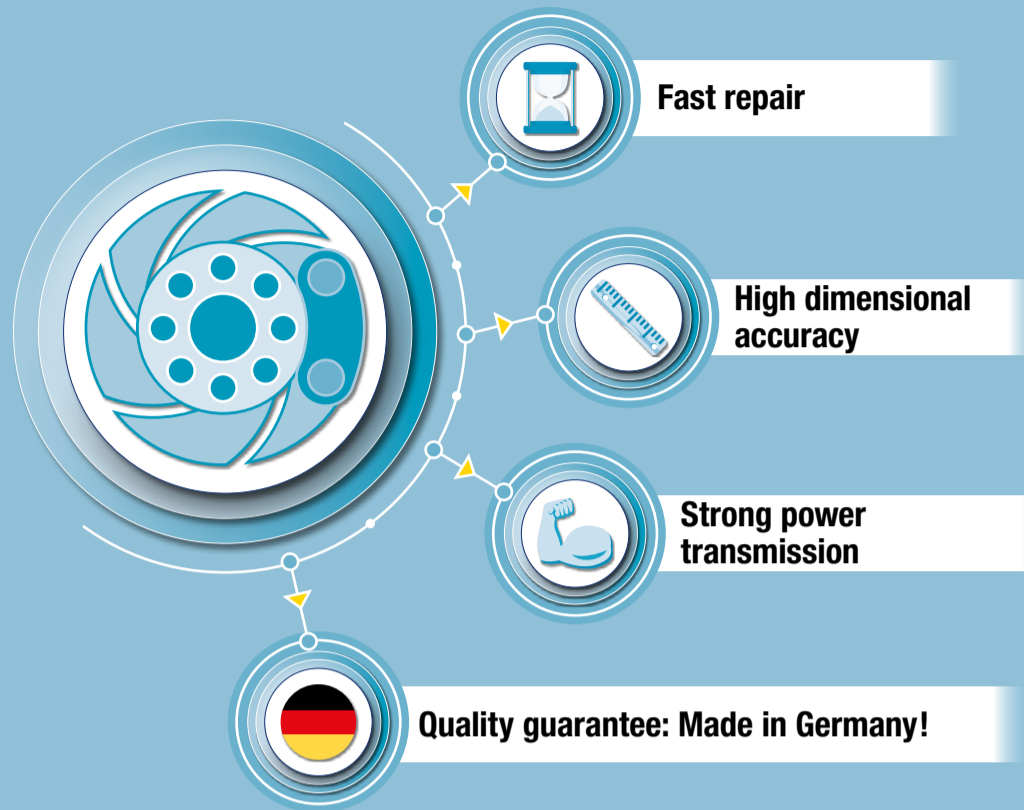 Fast repair
High dimensional
accuracy
Strong power
transmission
Quality guarantee: Made in Germany!